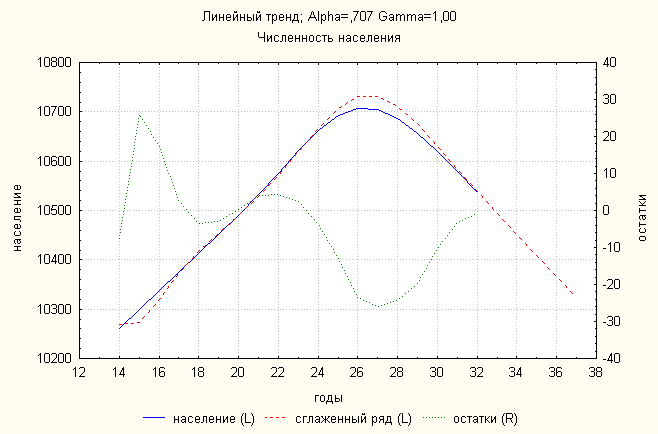 Линейный тренд; Alpha=,707 Gamma=1,00
Численность населения
10800
10700
10600
10500
10400
10300
10200
население
40
30
20
10
0
-10
-20
-30
-40
остатки
12 14 16 18 20 22 24 26 28 30 32 34 36 38
годы
население (L) сглаженный ряд (L) остатки (R)